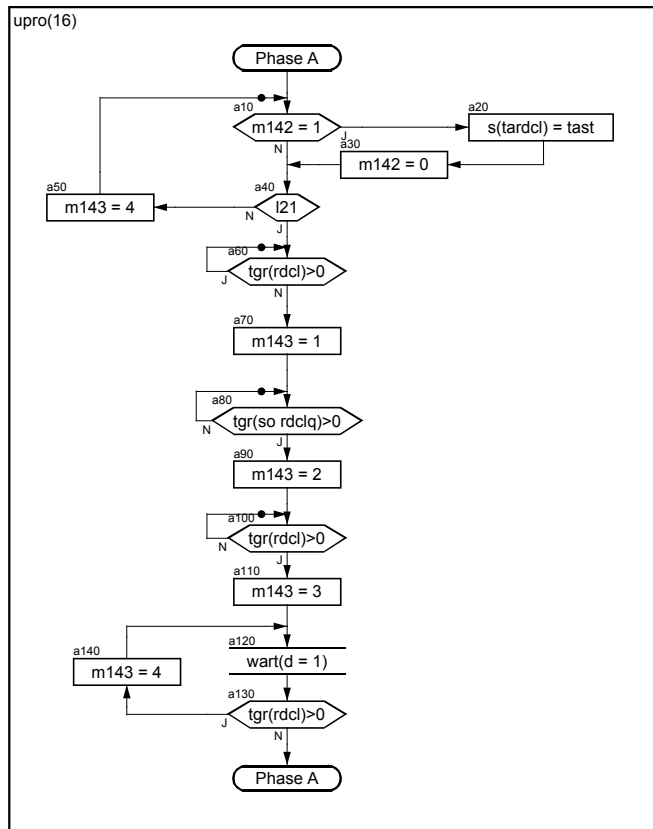 upro(16)
Phase A
a10
m142 = 1
J
N
a20
s(tardcl) = tast
a30
m142 = 0
a40
l21
N
J
a50
m143 = 4
a60
tgr(rdcl)>0
J
N
a70
m143 = 1
a80
tgr(so rdclq)>0
N
J
a90
m143 = 2
a100
tgr(rdcl)>0
N
J
a110
m143 = 3
a120
wart(d = 1)
a140
m143 = 4
a130
tgr(rdcl)>0
J
N
Phase A